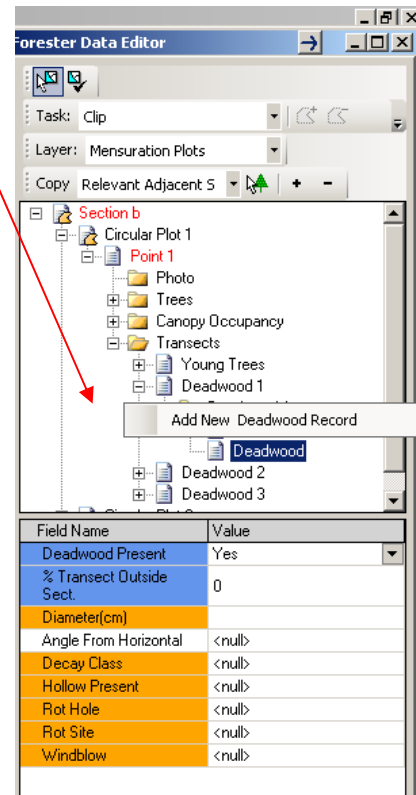 Forester Data Editor
Task: Clip
Layer: Mensuration Plots
Copy Relevant Adjacent S
Section b
Circular Plot 1
Point 1
Photo
Trees
Canopy Occupancy
Transects
Young Trees
Deadwood 1
Add New Deadwood Record
Deadwood
Deadwood 2
Deadwood 3
Field Name Value
Deadwood Present Yes
% Transect Outside
Sect. 0
Diameter(cm)
Angle From Horizontal <null>
Decay Class <null>
Hollow Present <null>
Rot Hole <null>
Rot Site <null>
Windblow <null>